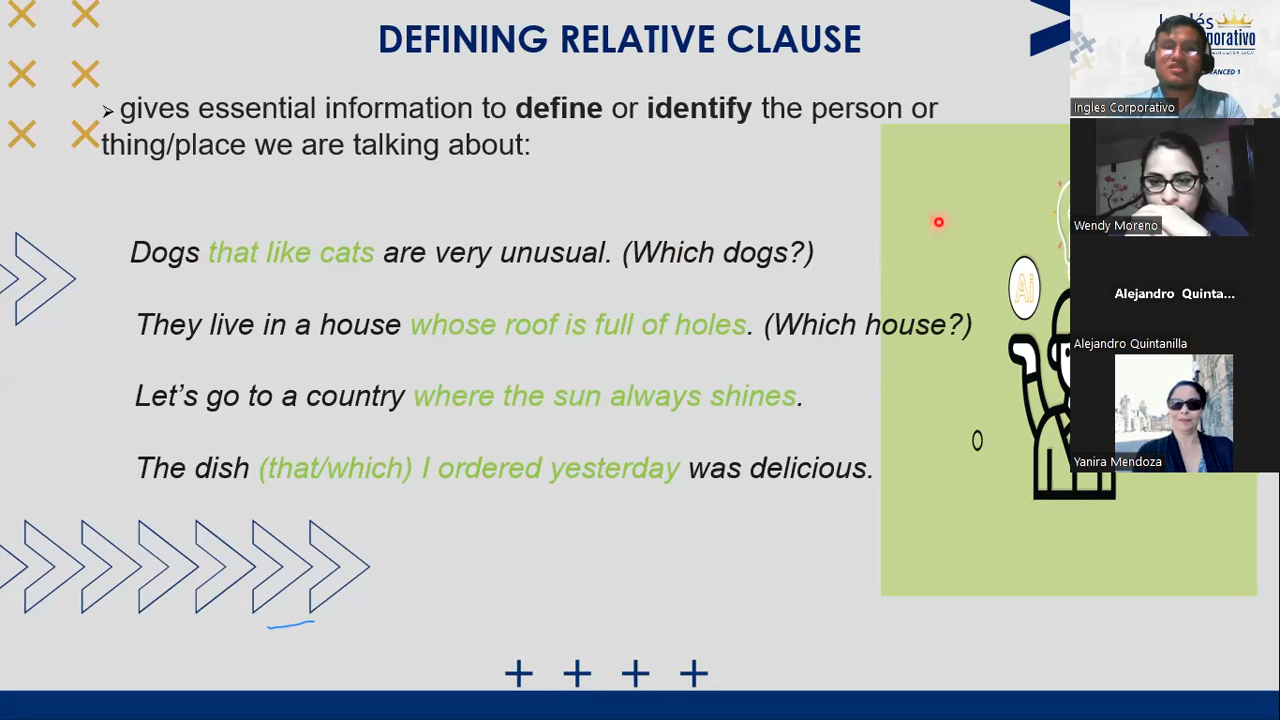 DEFINING RELATIVE CLAUSE
➢ gives essential information to define or identify the person or
thing/place we are talking about:
Dogs that like cats are very unusual. (Which dogs?)
They live in a house whose roof is full of holes. (Which house?)
Let’s go to a country where the sun always shines.
The dish (that/which) I ordered yesterday was delicious.
Ai
Ingles Corporativo
Wendy Moreno
Alejandro Quinta...
Alejandro Quintanilla
Yanira Mendoza